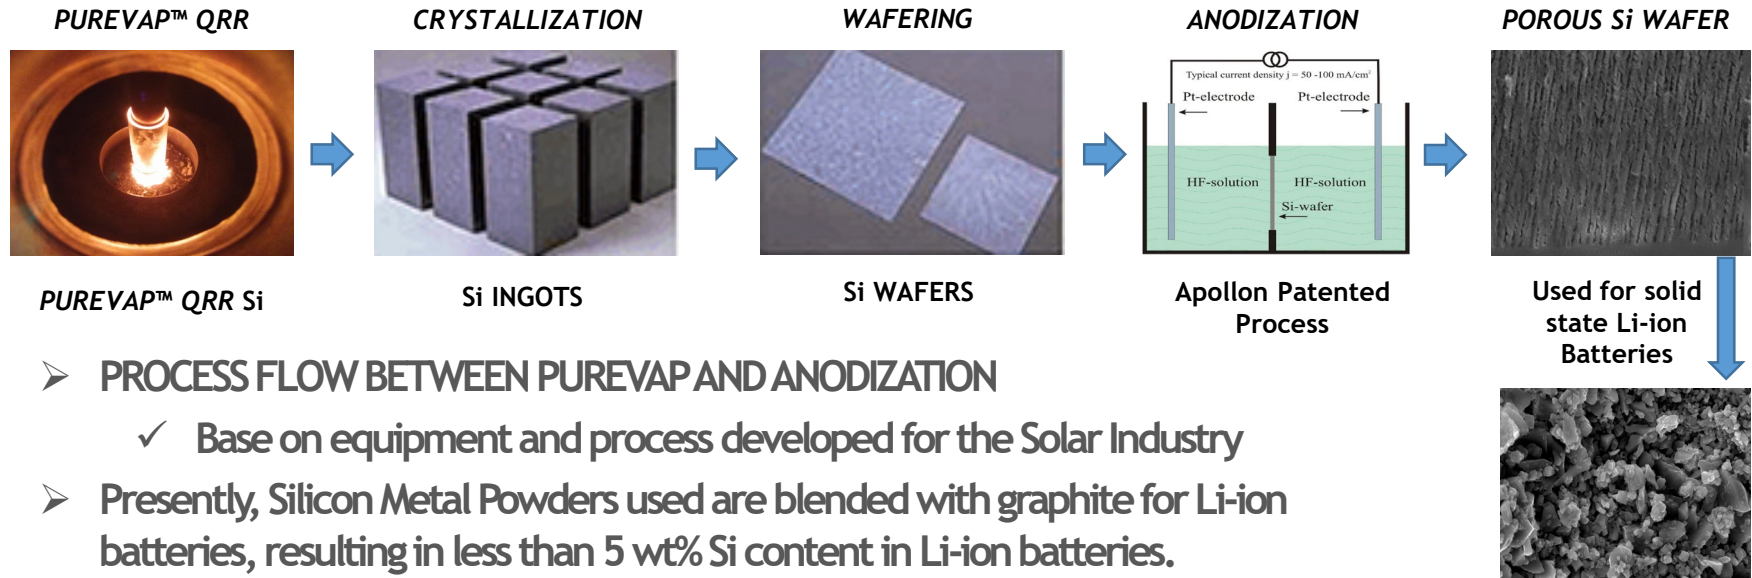 PUREVAP™ QRR
CRYSTALLIZATION
WAFERING
ANODIZATION
POROUS Si WAFER
Typical current density j = 50 -100 mA/cm²
Pt-electrode
Pt-electrode
HF-solution
HF-solution
Si-wafer
PUREVAP™ QRR Si
Si INGOTS
Si WAFERS
Apollon Patented
Process
Used for solid
state Li-ion
Batteries
➢ PROCESS FLOW BETWEEN PUREVAP AND ANODIZATION
✓ Base on equipment and process developed for the Solar Industry
➢ Presently, Silicon Metal Powders used are blended with graphite for Li-ion
batteries, resulting in less than 5 wt% Si content in Li-ion batteries.